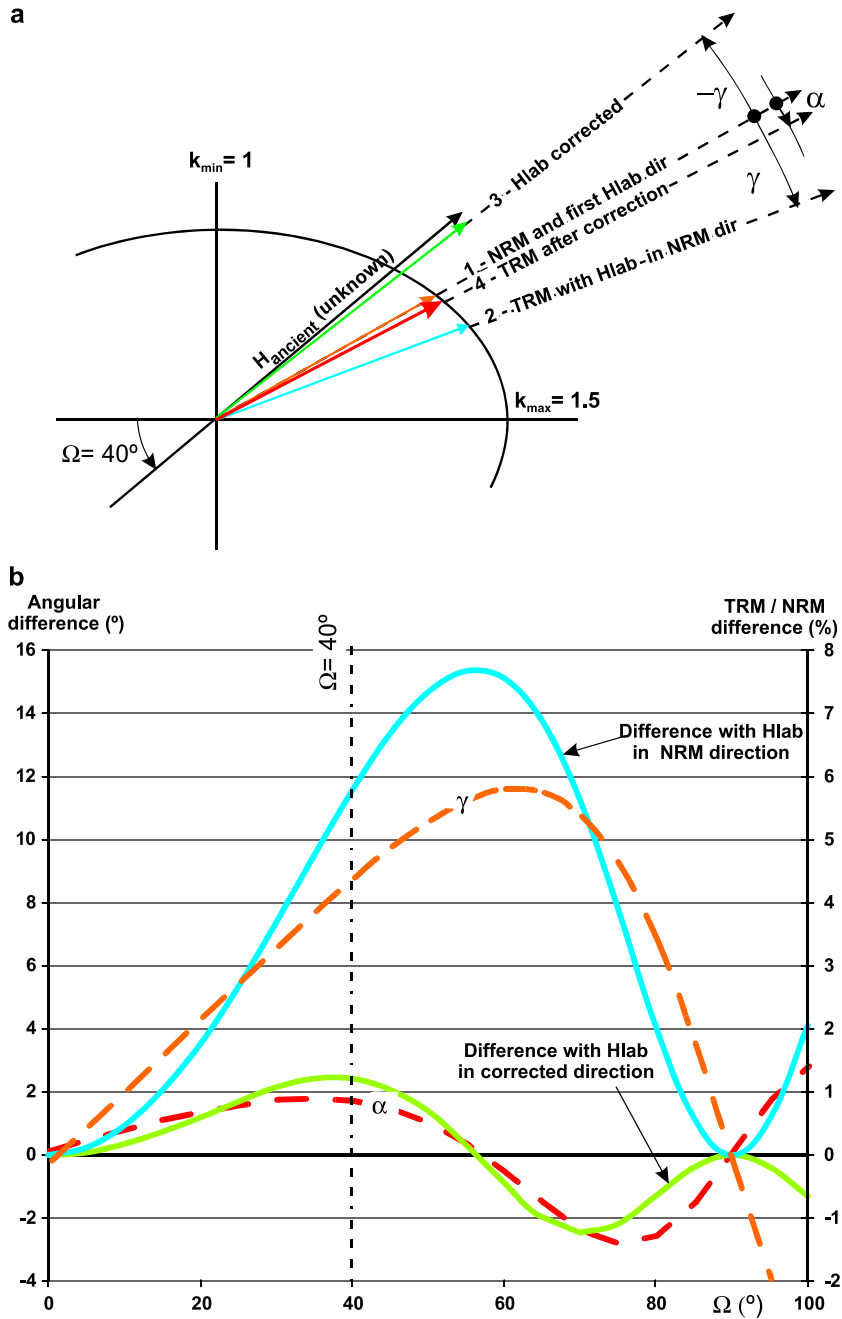 a
k_min = 1
H_ancient (unknown)
3 - Hlab corrected
1 - NRM and first Hlab dir
4 - TRM after correction
2 - TRM with Hlab in NRM dir
–γ
α
γ
k_max = 1.5
Ω= 40º
b
Angular
difference (º)
TRM / NRM
difference (%)
Ω= 40º
16
14
12
10
8
6
4
2
0
-2
-4
8
7
6
5
4
3
2
1
0
-1
-2
Difference with Hlab
in NRM direction
γ
Difference with Hlab
in corrected direction
α
0
20
40
60
80
100
Ω (º)